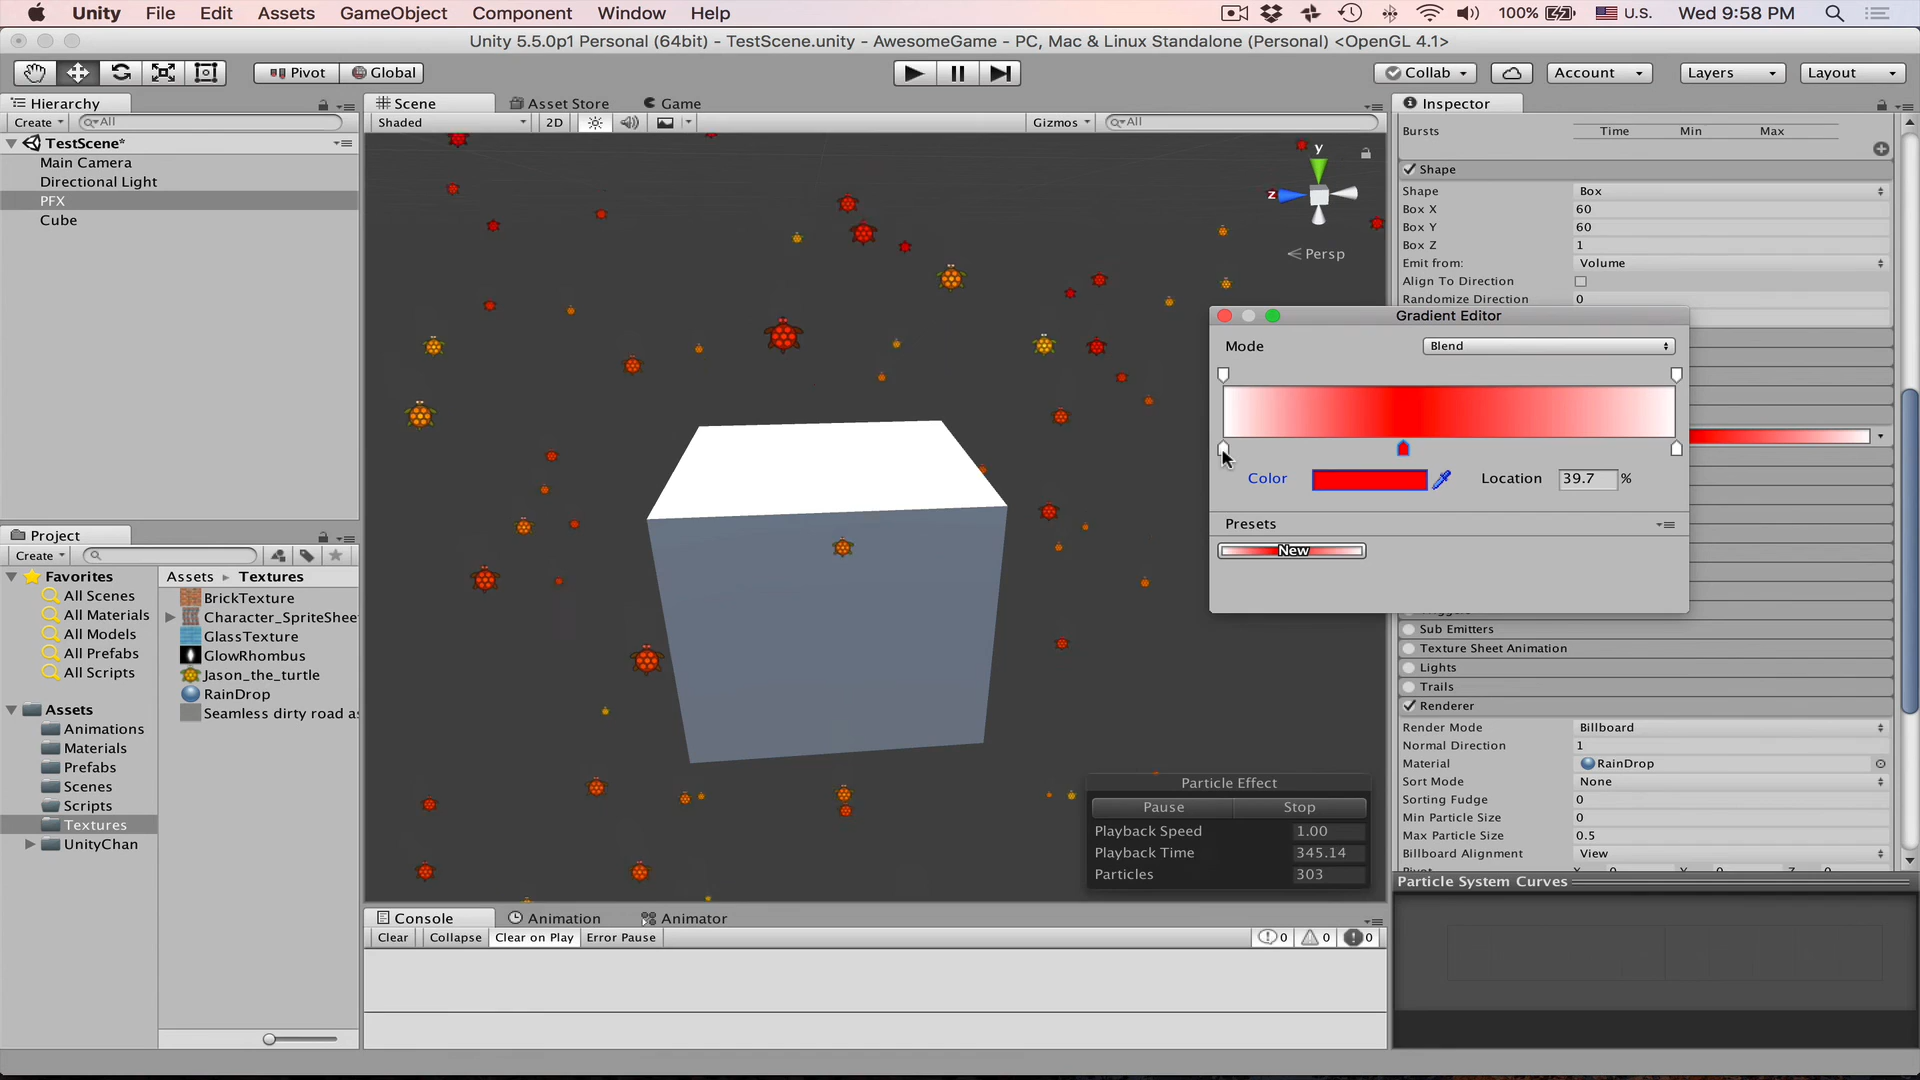 Unity File Edit Assets GameObject Component Window Help 100% U.S. Wed 9:58 PM
Unity 5.5.0p1 Personal (64bit) - TestScene.unity - AwesomeGame - PC, Mac & Linux Standalone (Personal) <OpenGL 4.1>
Pivot Global Collab Account Layers Layout
Hierarchy
Create All
TestScene*
Main Camera
Directional Light
PFX
Cube
Scene Asset Store Game
Shaded 2D Gizmos All
y
z
Persp
Inspector
Bursts Time Min Max
Shape
Shape Box
Box X 60
Box Y 60
Box Z 1
Emit from: Volume
Align To Direction
Randomize Direction 0
Gradient Editor
Mode Blend
Color Location 39.7 %
Presets
New
Sub Emitters
Texture Sheet Animation
Lights
Trails
Renderer
Render Mode Billboard
Normal Direction 1
Material RainDrop
Sort Mode None
Sorting Fudge 0
Min Particle Size 0
Max Particle Size 0.5
Billboard Alignment View
Particle System Curves
Project
Create
Favorites
All Scenes
All Materials
All Models
All Prefabs
All Scripts
Assets
Animations
Materials
Prefabs
Scenes
Scripts
Textures
UnityChan
Assets Textures
BrickTexture
Character_SpriteShee
GlassTexture
GlowRhombus
Jason_the_turtle
RainDrop
Seamless dirty road as
Particle Effect
Pause Stop
Playback Speed 1.00
Playback Time 345.14
Particles 303
Console Animation Animator
Clear Collapse Clear on Play Error Pause 0 0 0